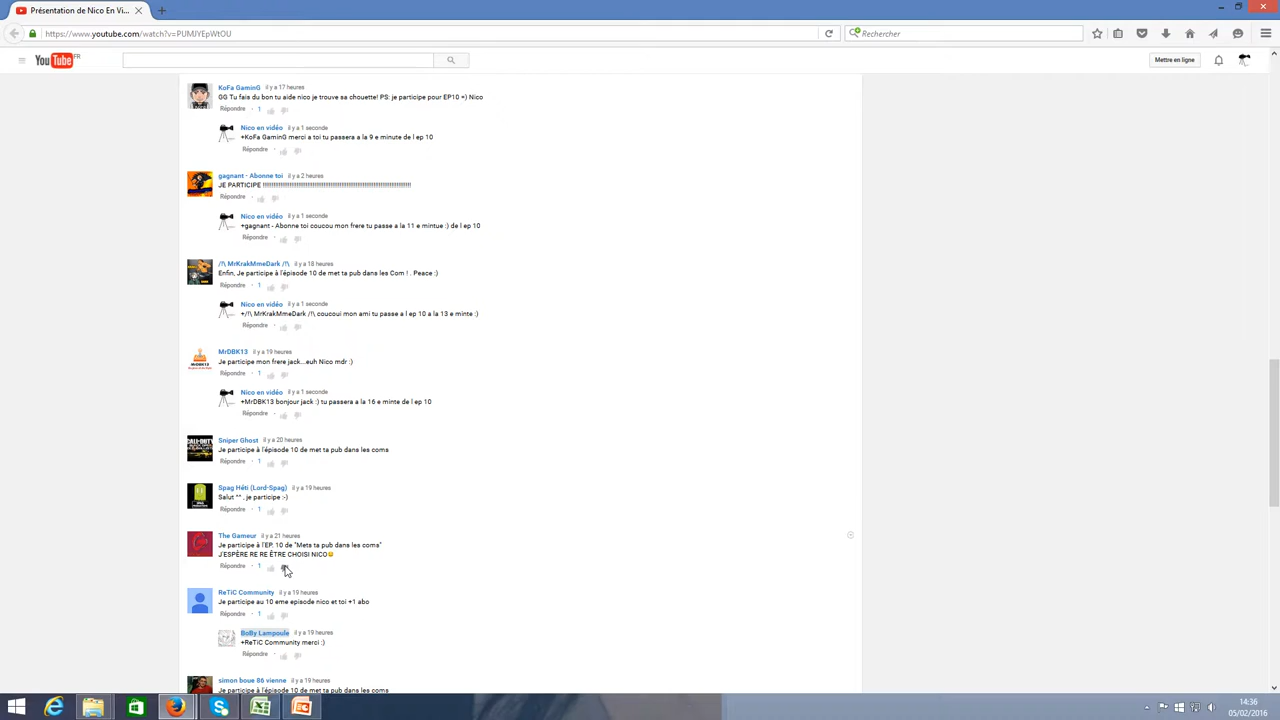 Présentation de Nico En Vi...
https://www.youtube.com/watch?v=PUMJYEpWtOU
Rechercher
YouTube FR
Mettre en ligne
KoFa GaminG il y a 17 heures
GG Tu fais du bon tu aide nico je trouve sa chouette! PS: je participe pour EP10 =) Nico
Répondre · 1
Nico en vidéo il y a 1 seconde
+KoFa GaminG merci a toi tu passera a la 9 e minute de l ep 10
Répondre ·
gagnant - Abonne toi il y a 2 heures
Répondre ·
Nico en vidéo il y a 1 seconde
+gagnant - Abonne toi coucou mon frere tu passe a la 11 e mintue :) de l ep 10
Répondre ·
/!\ MrKrakMmeDark /!\ il y a 18 heures
Enfin, Je participe à l'épisode 10 de met ta pub dans les Com ! . Peace :)
Répondre · 1
Nico en vidéo il y a 1 seconde
+/!\ MrKrakMmeDark /!\ coucoui mon ami tu passe a l ep 10 a la 13 e minte :)
Répondre ·
MrDBK13 il y a 19 heures
Je participe mon frere jack...euh Nico mdr :)
Répondre · 1
Nico en vidéo il y a 1 seconde
+MrDBK13 bonjour jack :) tu passera a la 16 e minte de l ep 10
Répondre ·
Sniper Ghost il y a 20 heures
Je participe à l'épisode 10 de met ta pub dans les coms
Répondre · 1
Spag Hêti (Lord-Spag) il y a 19 heures
Salut ^^ , je participe :-)
Répondre · 1
The Gameur il y a 21 heures
Je participe à l'EP. 10 de "Mets ta pub dans les coms"
J'ESPÈRE RE RE ÊTRE CHOISI NICO
Répondre · 1
ReTiC Community il y a 19 heures
Je participe au 10 eme episode nico et toi +1 abo
Répondre · 1
BoBy Lampoule il y a 19 heures
+ReTiC Community merci :)
Répondre ·
simon boue 86 vienne il y a 19 heures
Je participe à l'épisode 10 de met ta pub dans les coms
14:36
05/02/2016